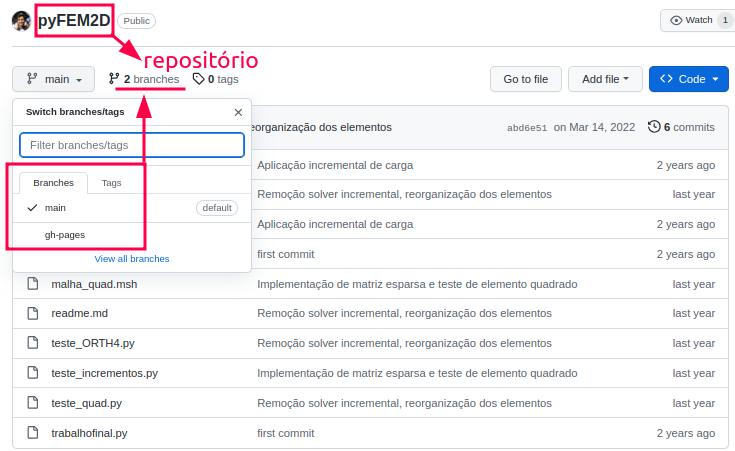 pyFEM2D Public Watch 1
repositório
main 2 branches 0 tags Go to file Add file Code
Switch branches/tags
eorganização dos elementos abd6e51 on Mar 14, 2022 6 commits
Filter branches/tags
Aplicação incremental de carga 2 years ago
Branches Tags
Remoção solver incremental, reorganização dos elementos last year
main default
Aplicação incremental de carga 2 years ago
gh-pages
first commit 2 years ago
View all branches
malha_quad.msh Implementação de matriz esparsa e teste de elemento quadrado last year
readme.md Remoção solver incremental, reorganização dos elementos last year
teste_ORTH4.py Remoção solver incremental, reorganização dos elementos last year
teste_incrementos.py Implementação de matriz esparsa e teste de elemento quadrado last year
teste_quad.py Remoção solver incremental, reorganização dos elementos last year
trabalhofinal.py first commit 2 years ago